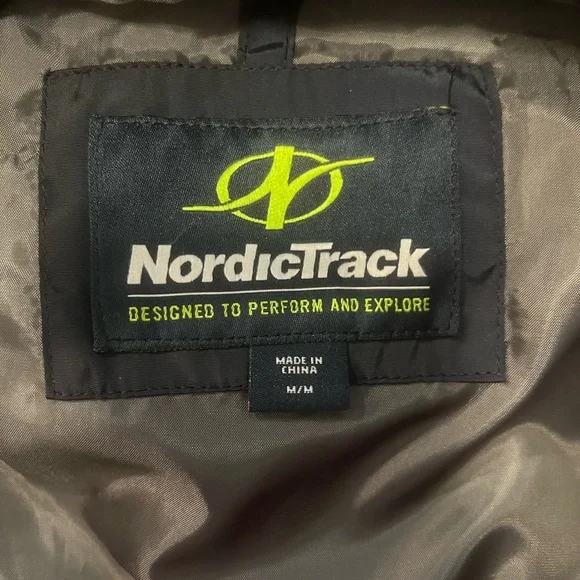 NordicTrack
DESIGNED TO PERFORM AND EXPLORE
MADE IN
CHINA
M/M